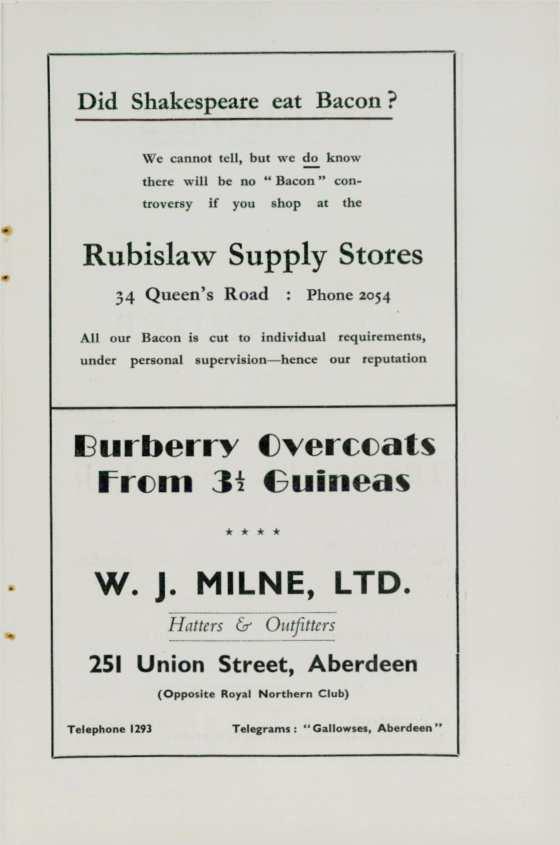 Did Shakespeare eat Bacon?
We cannot tell, but we do know
there will be no "Bacon" con-
troversy if you shop at the
Rubislaw Supply Stores
34 Queen's Road : Phone 2054
All our Bacon is cut to individual requirements,
under personal supervision—hence our reputation
Burberry Overcoats
From 3½ Guineas
★ ★ ★ ★
W. J. MILNE, LTD.
Hatters & Outfitters
251 Union Street, Aberdeen
(Opposite Royal Northern Club)
Telephone 1293 Telegrams: "Gallowses, Aberdeen"